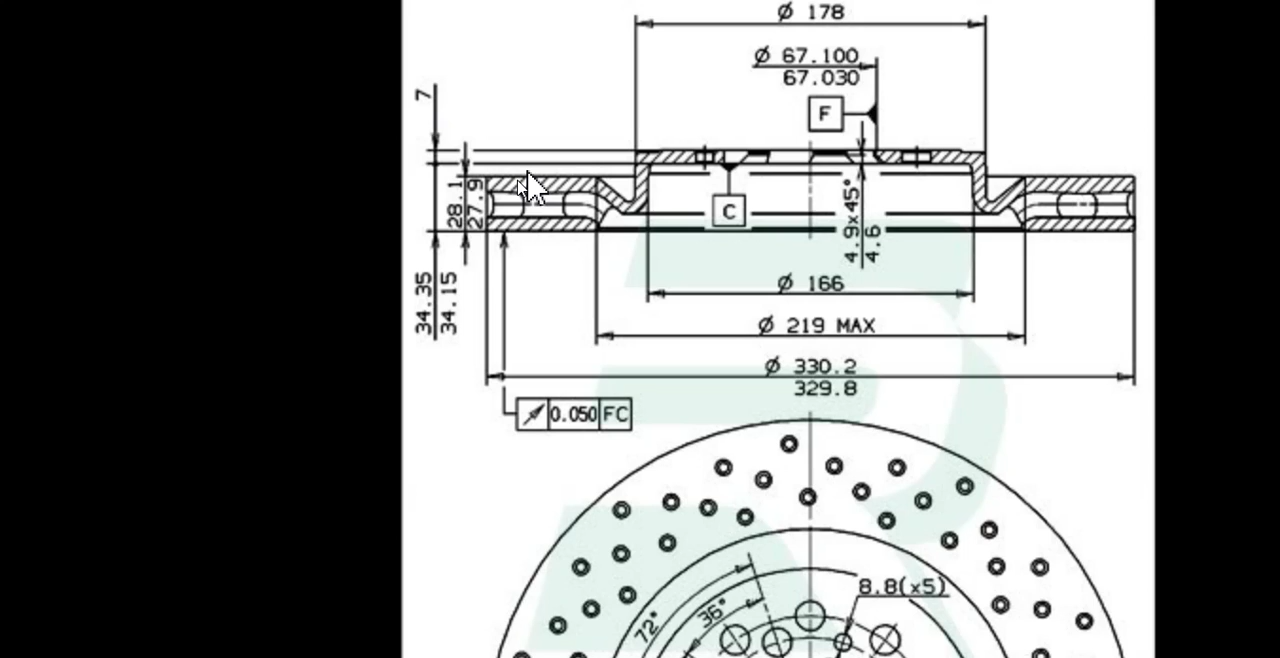 Ø 178
Ø 67.100
67.030
7
F
28.1
27.9
C
4.9x45°
4.6
34.35
34.15
Ø 166
Ø 219 MAX
Ø 330.2
329.8
0.050 FC
8.8(x5)
36°
72°